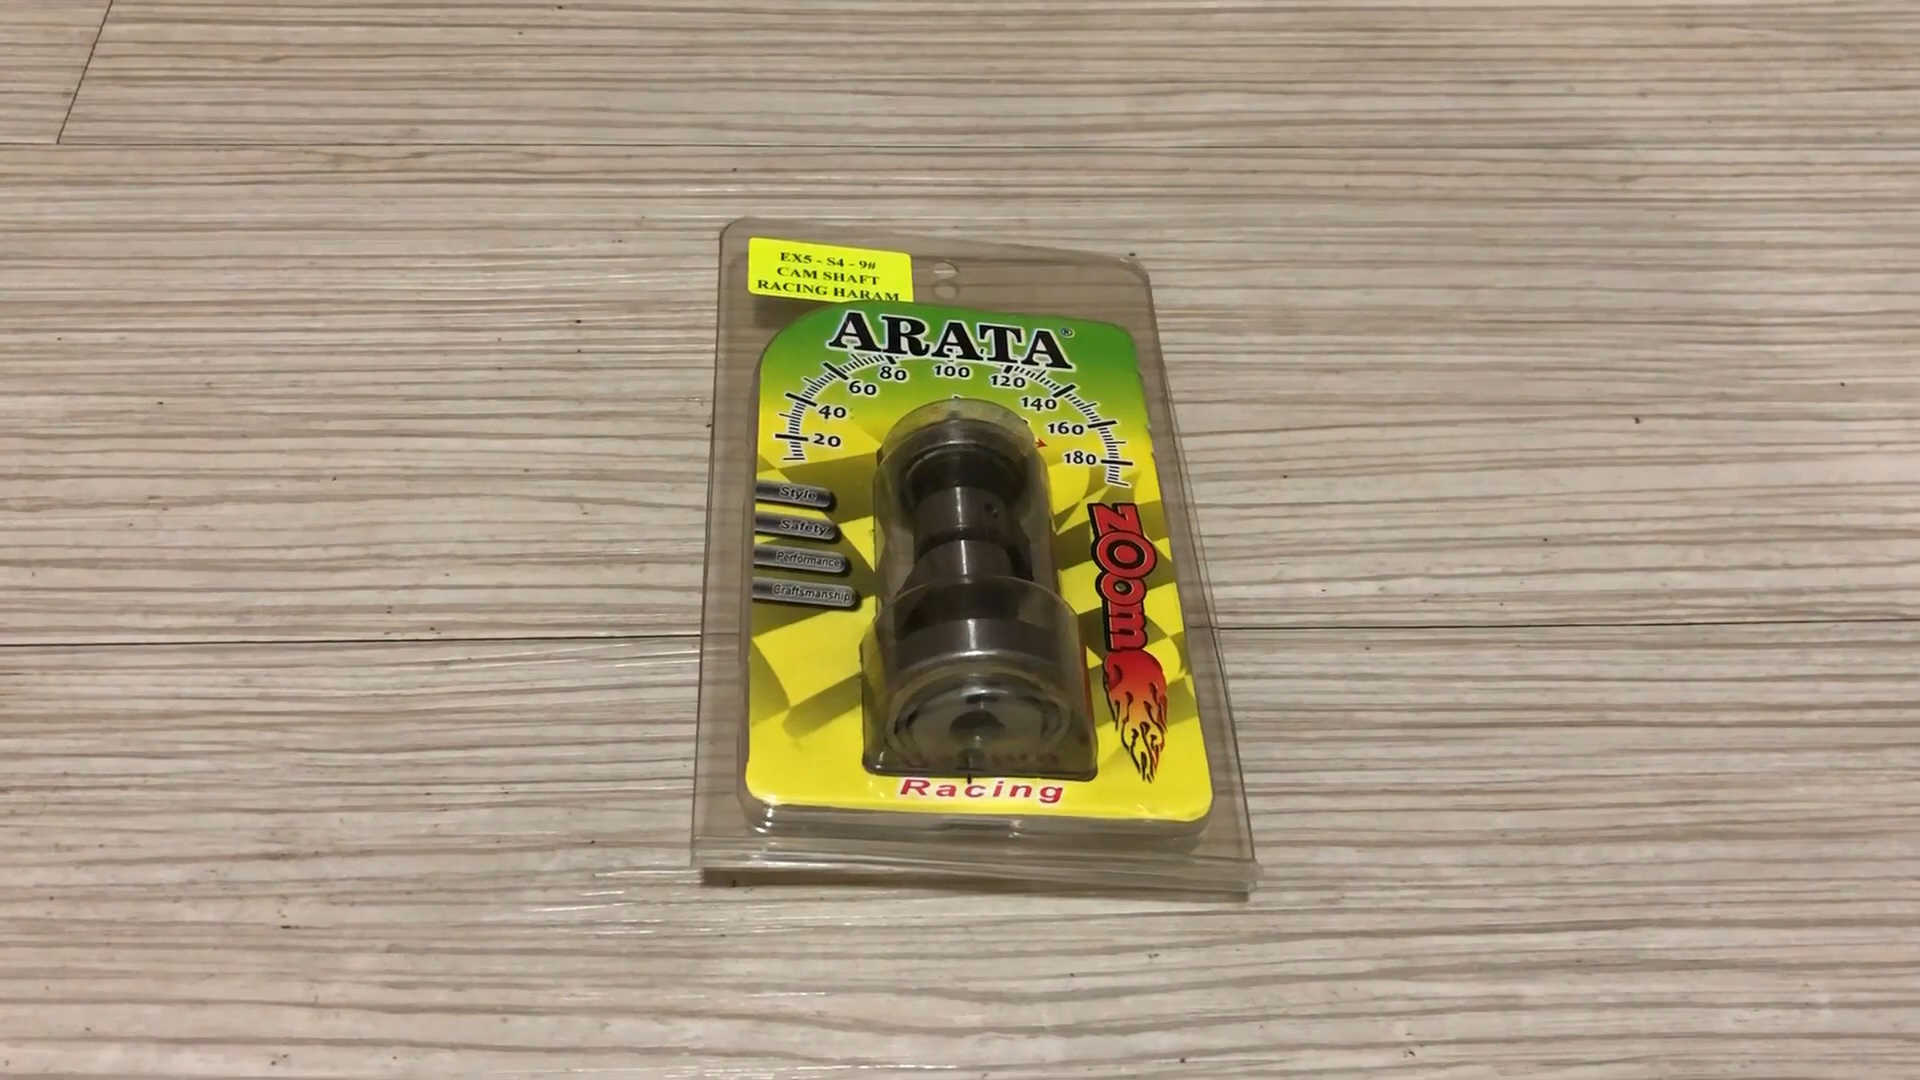 EX5 - S4 - 9#
CAM SHAFT
RACING HARAM
ARATA®
20
40
60
80
100
120
140
160
180
Style
Safety
Performance
Craftsmanship
zoom
Racing